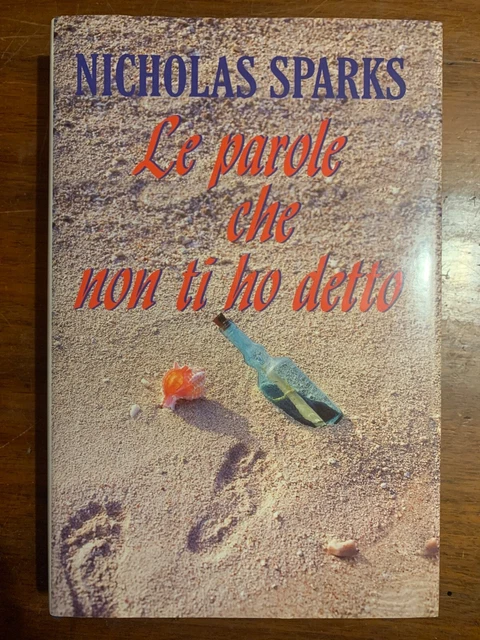 NICHOLAS SPARKS
Le parole
che
non ti ho detto